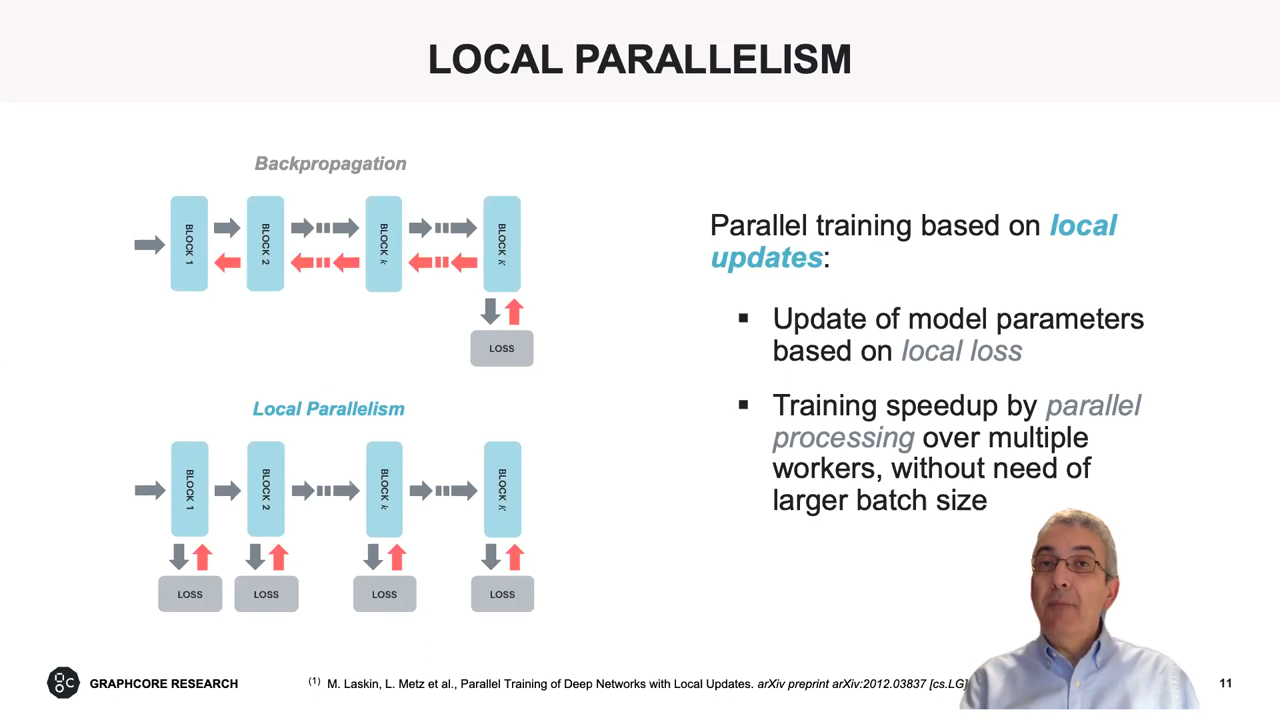 LOCAL PARALLELISM
Backpropagation
BLOCK 1
BLOCK 2
BLOCK k
BLOCK K
LOSS
Local Parallelism
BLOCK 1
BLOCK 2
BLOCK k
BLOCK K
LOSS
LOSS
LOSS
LOSS
Parallel training based on local
updates:
▪ Update of model parameters
based on local loss
▪ Training speedup by parallel
processing over multiple
workers, without need of
larger batch size
GRAPHCORE RESEARCH
(1) M. Laskin, L. Metz et al., Parallel Training of Deep Networks with Local Updates. arXiv preprint arXiv:2012.03837 [cs.LG]
11